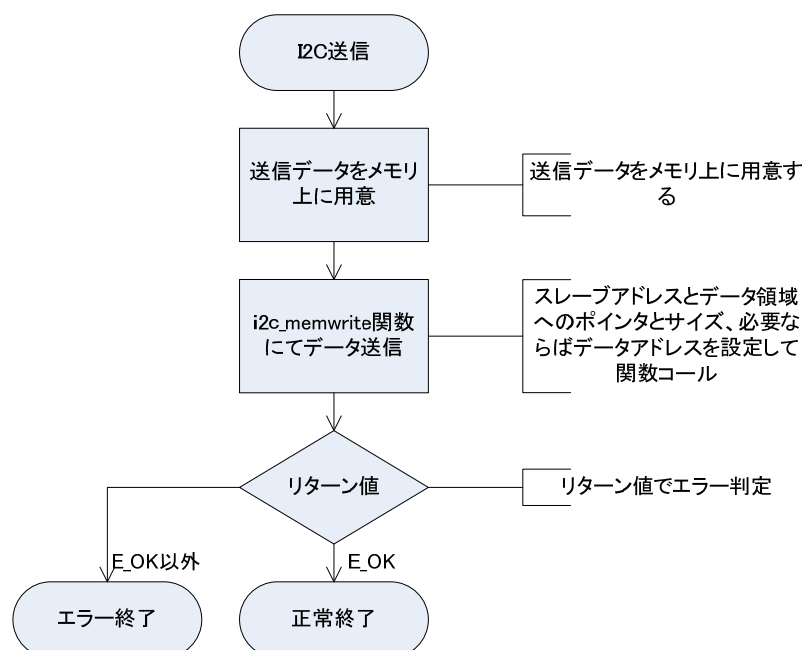 I2C送信
送信データをメモリ
上に用意
送信データをメモリ上に用意す
る
i2c_memwrite関数
にてデータ送信
スレーブアドレスとデータ領域
へのポインタとサイズ、必要な
らばデータアドレスを設定して
関数コール
リターン値
リターン値でエラー判定
E_OK以外
E_OK
エラー終了
正常終了